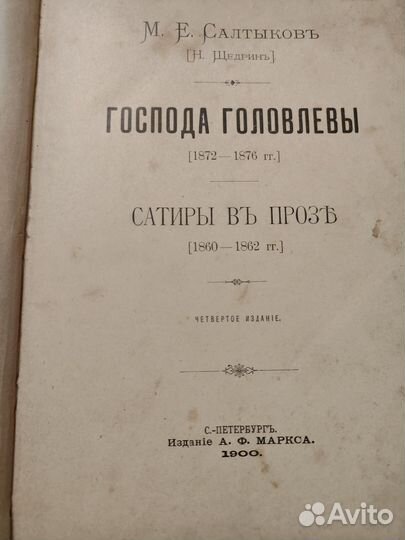 М. Е. Салтыковъ
[Н. Щедринъ]
ГОСПОДА ГОЛОВЛЕВЫ
[1872—1876 гг.]
САТИРЫ ВЪ ПРОЗѢ
[1860—1862 гг.]
ЧЕТВЕРТОЕ ИЗДАНІЕ.
С.-ПЕТЕРБУРГЪ.
Изданіе А. Ф. МАРКСА.
1900.
Avito